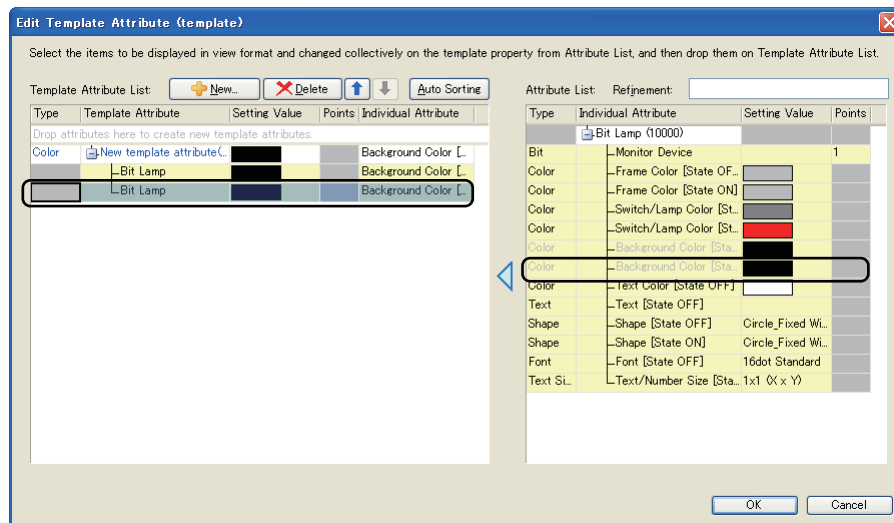 Edit Template Attribute (template)
Select the items to be displayed in view format and changed collectively on the template property from Attribute List, and then drop them on Template Attribute List.
Template Attribute List: New... Delete Auto Sorting
Type Template Attribute Setting Value Points Individual Attribute
Drop attributes here to create new template attributes.
Color New template attribute(... Background Color [...
Bit Lamp Background Color [...
Bit Lamp Background Color [...
Attribute List: Refinement:
Type Individual Attribute Setting Value Points
Bit Lamp (10000)
Bit Monitor Device 1
Color Frame Color [State OF...
Color Frame Color [State ON]
Color Switch/Lamp Color [St...
Color Switch/Lamp Color [St...
Color Background Color [Sta...
Color Background Color [Sta...
Color Text Color [State OFF]
Text Text [State OFF]
Shape Shape [State OFF] Circle_Fixed Wi...
Shape Shape [State ON] Circle_Fixed Wi...
Font Font [State OFF] 16dot Standard
Text Si... Text/Number Size [Sta... 1x1 (X x Y)
OK Cancel